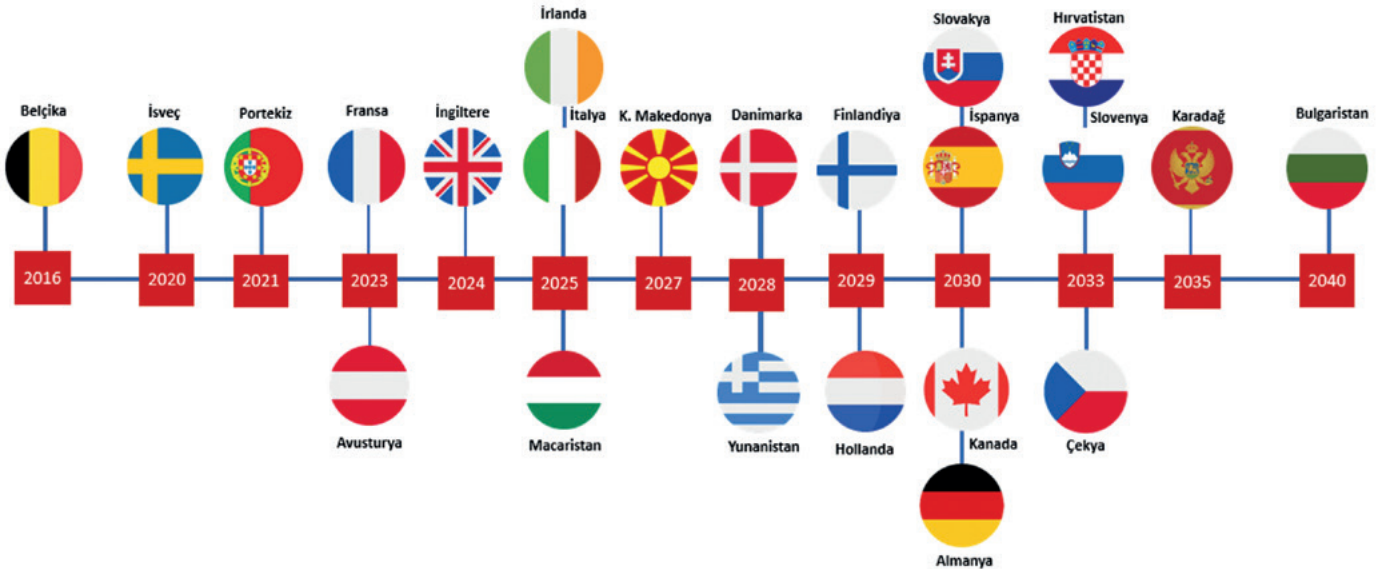 İrlanda
Slovakya
Hırvatistan
Belçika
İsveç
Portekiz
Fransa
İngiltere
İtalya
K. Makedonya
Danimarka
Finlandiya
İspanya
Slovenya
Karadağ
Bulgaristan
2016
2020
2021
2023
2024
2025
2027
2028
2029
2030
2033
2035
2040
Avusturya
Macaristan
Yunanistan
Hollanda
Kanada
Çekya
Almanya